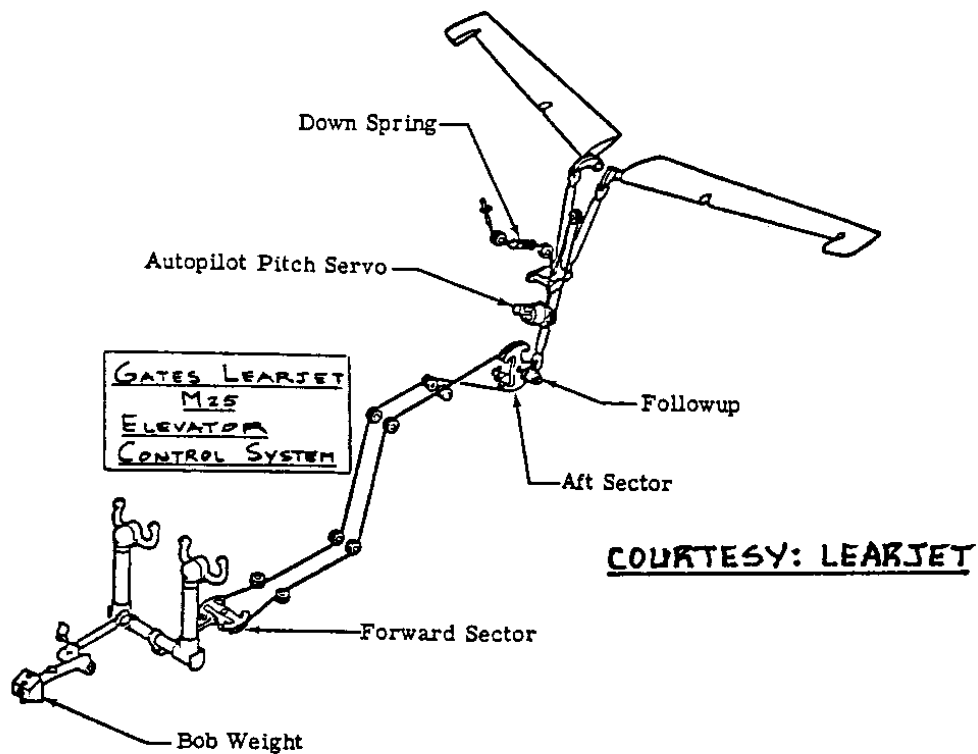 Down Spring
Autopilot Pitch Servo
GATES LEARJET
M25
ELEVATOR
CONTROL SYSTEM
Followup
Aft Sector
COURTESY: LEARJET
Forward Sector
Bob Weight